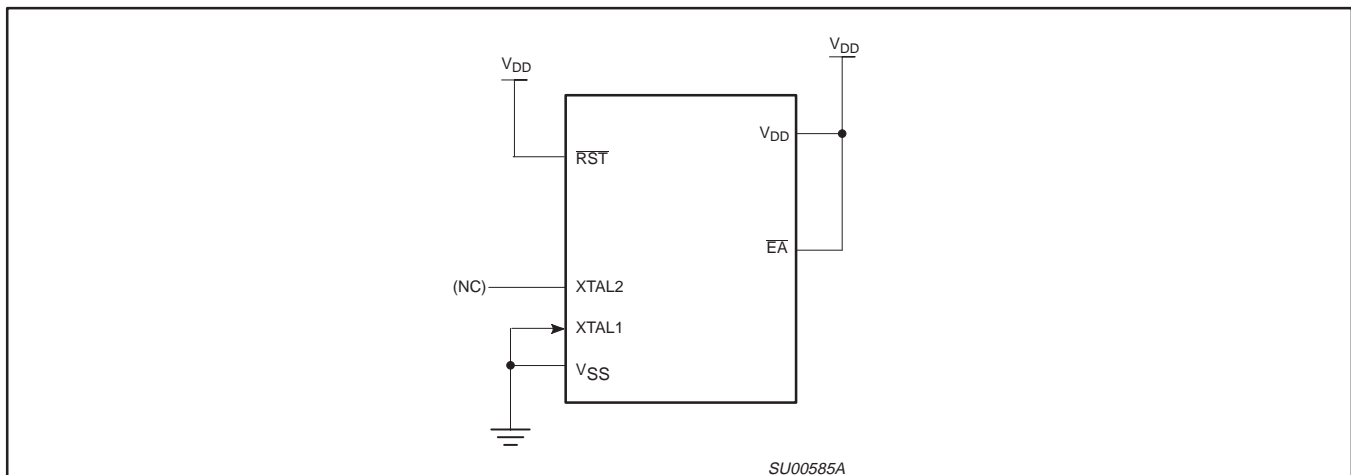 VDD
VDD
VDD
RST
EA
(NC)
XTAL2
XTAL1
VSS
SU00585A